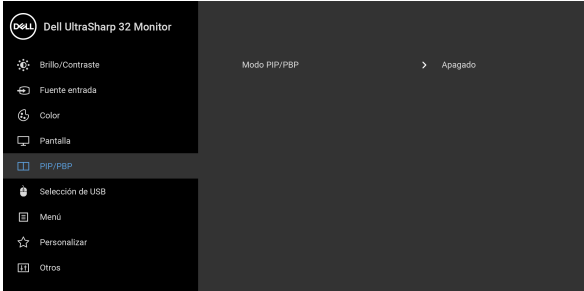 DELL Dell UltraSharp 32 Monitor
Brillo/Contraste
Modo PIP/PBP
Apagado
Fuente entrada
Color
Pantalla
PIP/PBP
Selección de USB
Menú
Personalizar
Otros